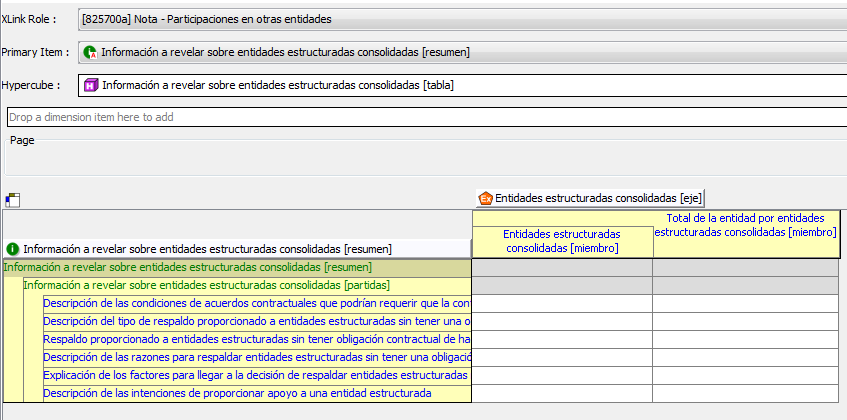 XLink Role :
[825700a] Nota - Participaciones en otras entidades
Primary Item :
Información a revelar sobre entidades estructuradas consolidadas [resumen]
Hypercube :
Información a revelar sobre entidades estructuradas consolidadas [tabla]
Drop a dimension item here to add
Page
Entidades estructuradas consolidadas [eje]
Total de la entidad por entidades
estructuradas consolidadas [miembro]
Entidades estructuradas
consolidadas [miembro]
Información a revelar sobre entidades estructuradas consolidadas [resumen]
Información a revelar sobre entidades estructuradas consolidadas [resumen]
Información a revelar sobre entidades estructuradas consolidadas [partidas]
Descripción de las condiciones de acuerdos contractuales que podrían requerir que la con
Descripción del tipo de respaldo proporcionado a entidades estructuradas sin tener una o
Respaldo proporcionado a entidades estructuradas sin tener obligación contractual de ha
Descripción de las razones para respaldar entidades estructuradas sin tener una obligació
Explicación de los factores para llegar a la decisión de respaldar entidades estructuradas
Descripción de las intenciones de proporcionar apoyo a una entidad estructurada